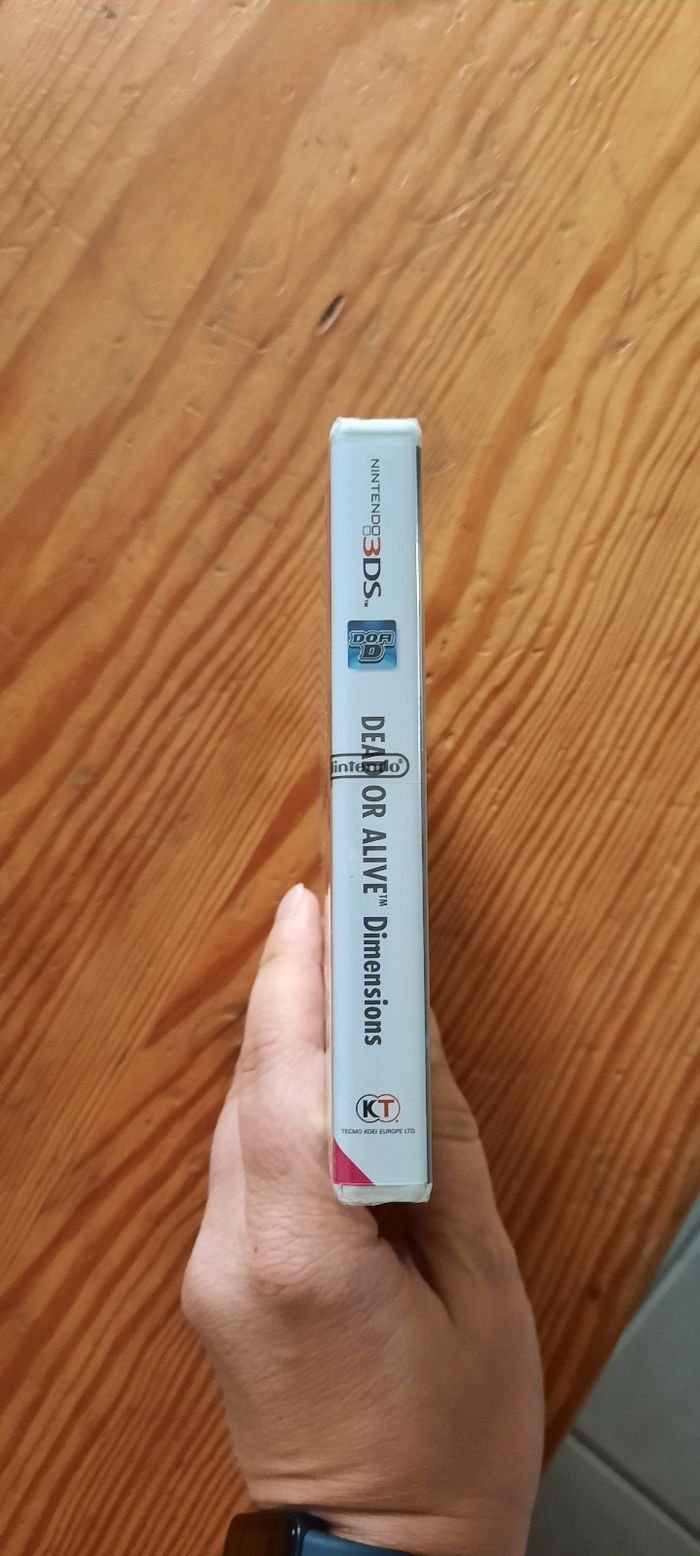 NINTENDO
3DS™
DOA
D
DEAD OR ALIVE™ Dimensions
Nintendo®
KT
TECMO KOEI EUROPE LTD.